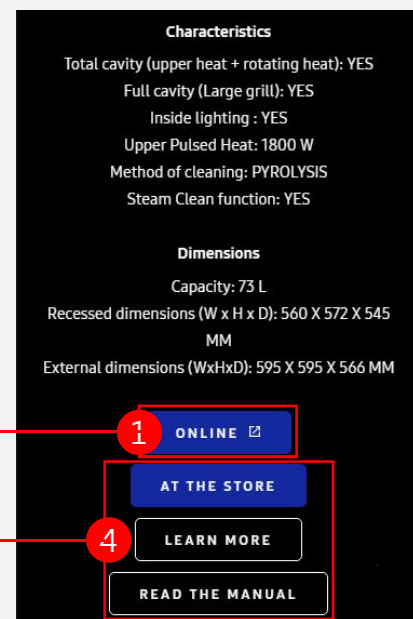 Characteristics
Total cavity (upper heat + rotating heat): YES
Full cavity (Large grill): YES
Inside lighting : YES
Upper Pulsed Heat: 1800 W
Method of cleaning: PYROLYSIS
Steam Clean function: YES
Dimensions
Capacity: 73 L
Recessed dimensions (W x H x D): 560 X 572 X 545
MM
External dimensions (WxHxD): 595 X 595 X 566 MM
1 ONLINE
AT THE STORE
4 LEARN MORE
READ THE MANUAL